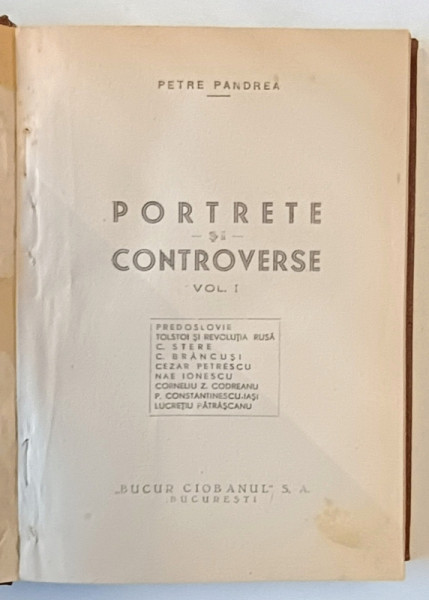 PETRE PANDREA
PORTRETE
- ȘI -
CONTROVERSE
VOL. I
PREDOSLOVIE
TOLSTOI ȘI REVOLUȚIA RUSĂ
C. STERE
C. BRÂNCUȘI
CEZAR PETRESCU
NAE IONESCU
CORNELIU Z. CODREANU
P. CONSTANTINESCU-IAȘI
LUCREȚIU PĂTRĂȘCANU
„BUCUR CIOBANUL" S. A.
BUCUREȘTI